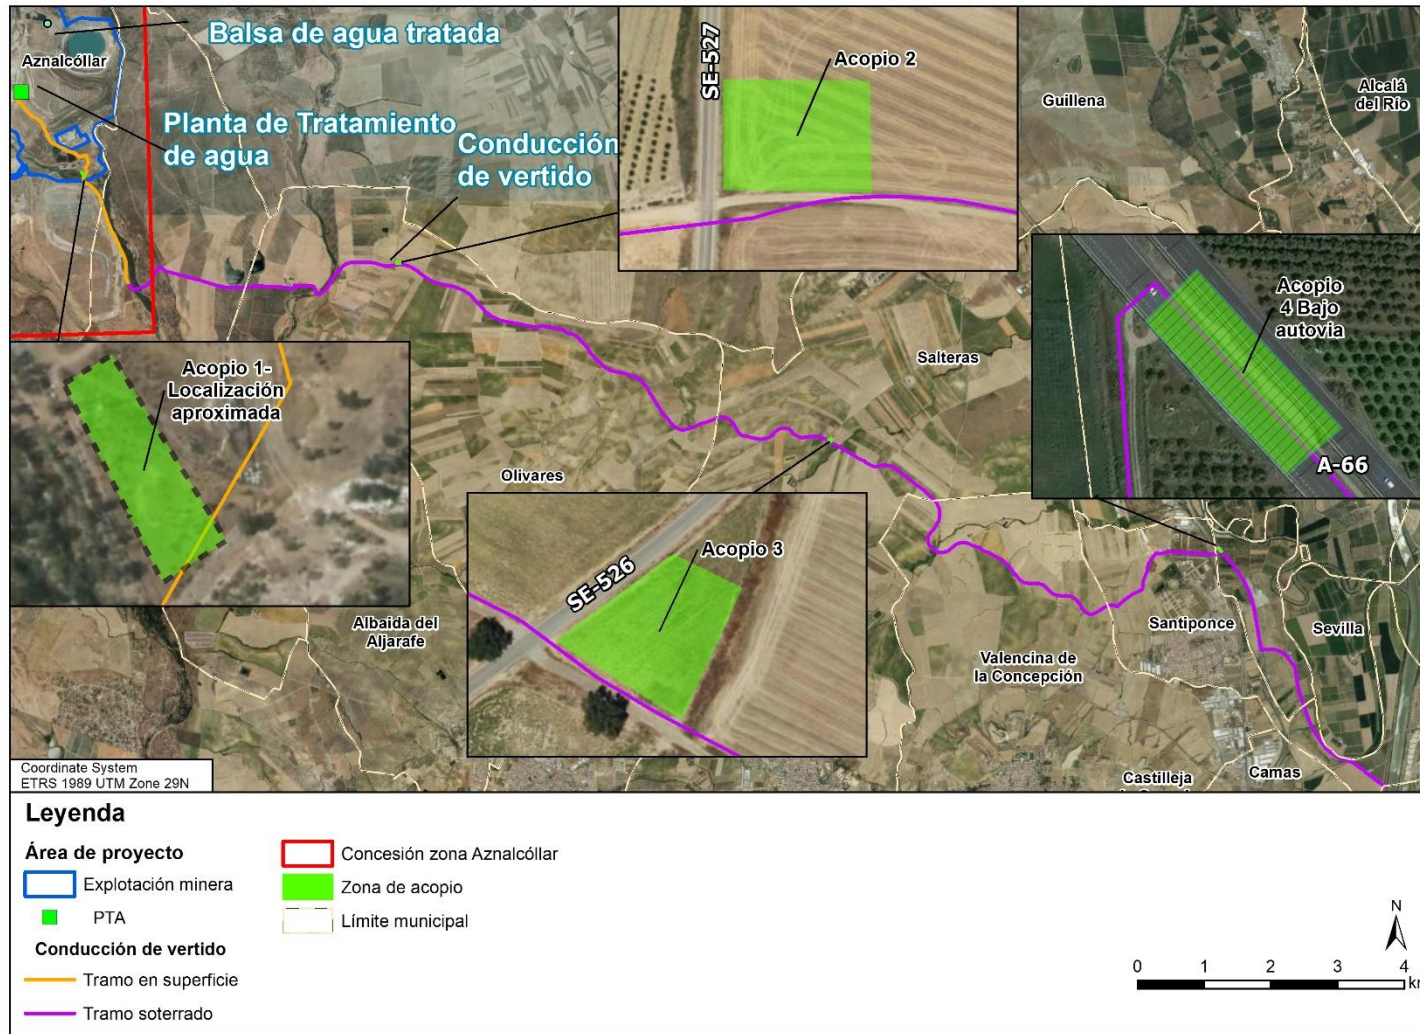 Balsa de agua tratada
Aznalcóllar
Planta de Tratamiento
de agua
Conducción
de vertido
SE-527
Acopio 2
Guillena
Alcalá
del Río
Acopio
4 Bajo
autovia
A-66
Salteras
Acopio 1-
Localización
aproximada
Olivares
SE-526
Acopio 3
Albaida del
Aljarafe
Valencina de
la Concepción
Santiponce
Sevilla
Castilleja
Camas
Coordinate System
ETRS 1989 UTM Zone 29N
Leyenda
Área de proyecto
Explotación minera
PTA
Conducción de vertido
Tramo en superficie
Tramo soterrado
Concesión zona Aznalcóllar
Zona de acopio
Límite municipal
N
0 1 2 3 4